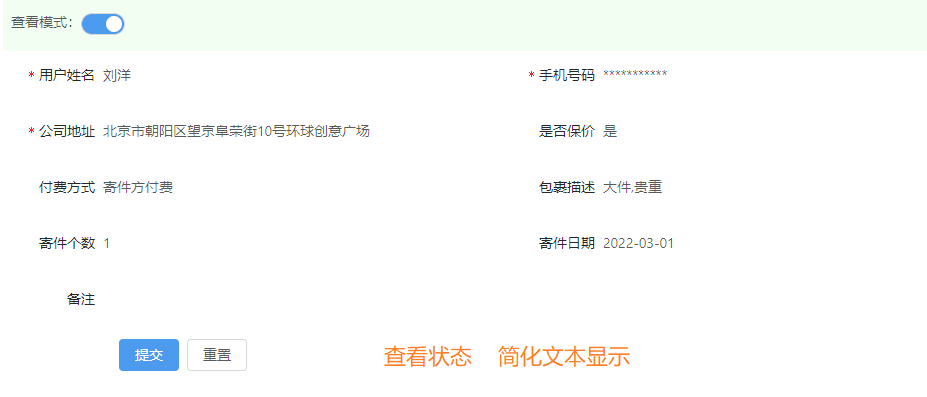 查看模式:
* 用户姓名 刘洋 * 手机号码 ***********
* 公司地址 北京市朝阳区望京阜荣街10号环球创意广场 是否保价 是
付费方式 寄件方付费 包裹描述 大件,贵重
寄件个数 1 寄件日期 2022-03-01
备注
提交 重置 查看状态 简化文本显示